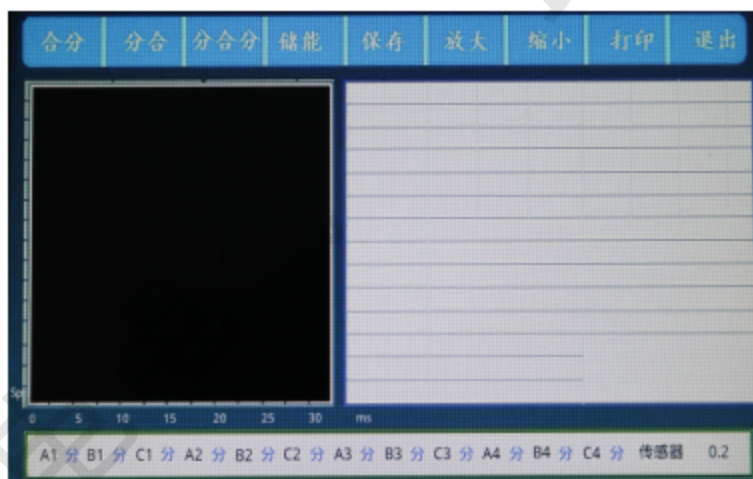 合分 分合 分合分 储能 保存 放大 缩小 打印 退出
0 5 10 15 20 25 30 ms
A1 分 B1 分 C1 分 A2 分 B2 分 C2 分 A3 分 B3 分 C3 分 A4 分 B4 分 C4 分 传感器 0.2